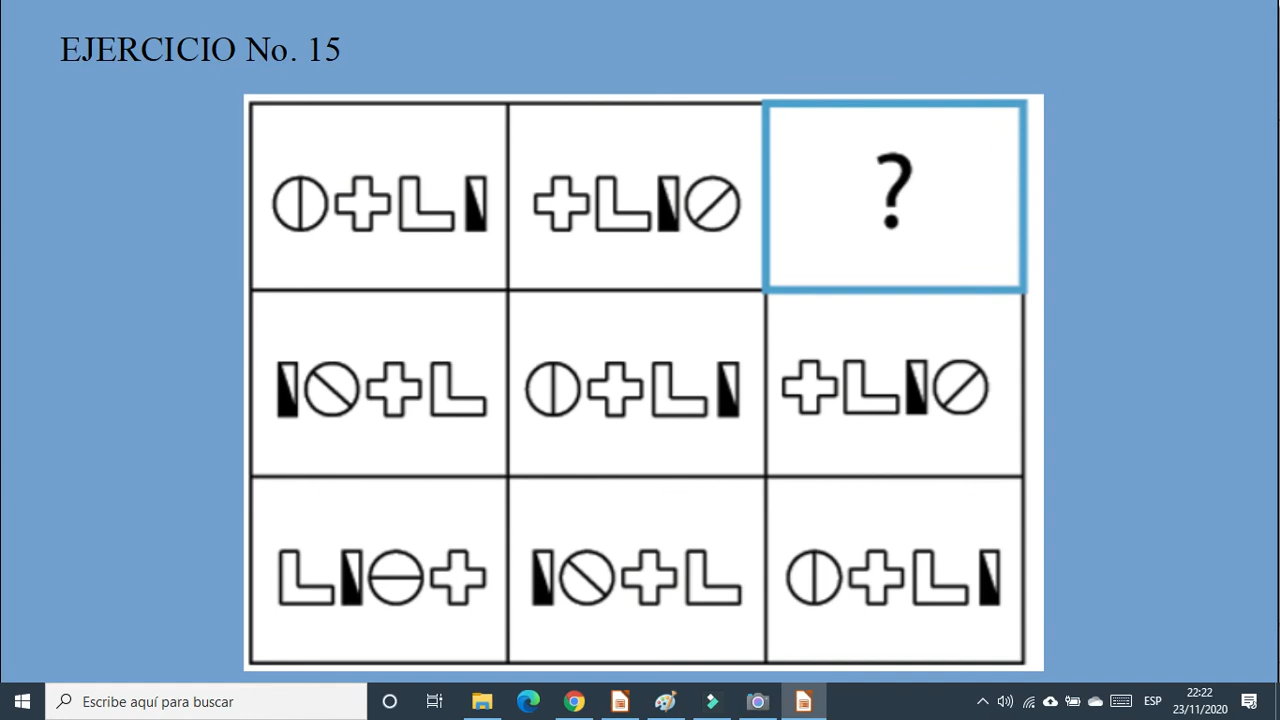 EJERCICIO No. 15
?
Escribe aquí para buscar
ESP
22:22
23/11/2020